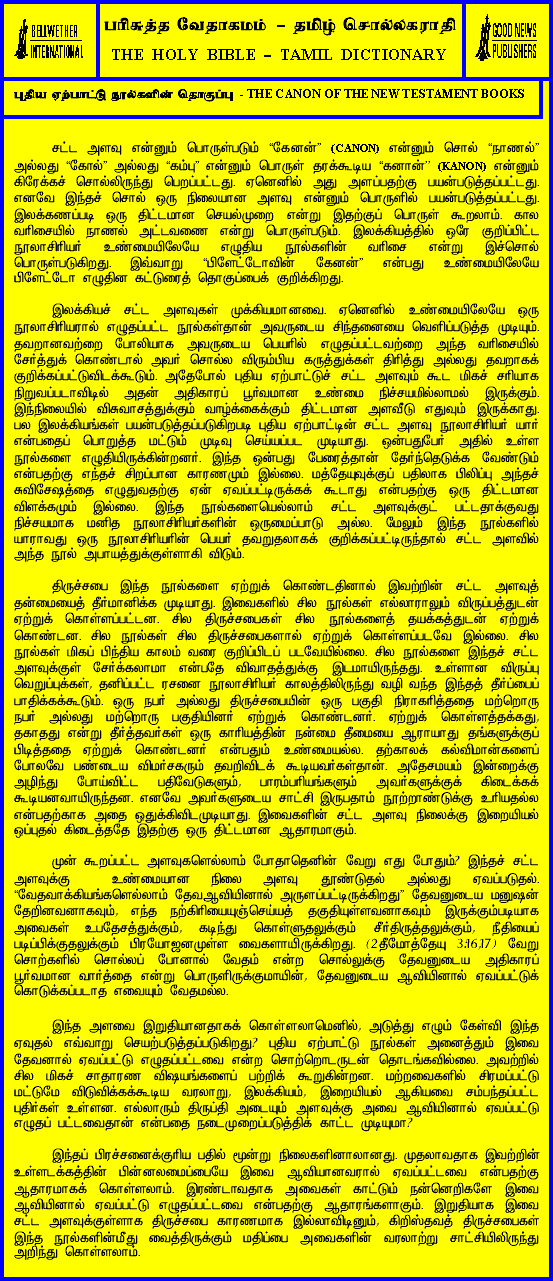 BELLWETHER
INTERNATIONAL
பரிசுத்த வேதாகமம் – தமிழ் சொல்லகராதி
THE HOLY BIBLE – TAMIL DICTIONARY
GOOD NEWS
PUBLISHERS
புதிய ஏற்பாட்டு நூல்களின் தொகுப்பு - THE CANON OF THE NEW TESTAMENT BOOKS
சட்ட அளவு என்னும் பொருள்படும் “கேனன்” (CANON) என்னும் சொல் “நாணல்”
அல்லது “கோல்” அல்லது “கம்பு” என்னும் பொருள் தரக்கூடிய “கனான்’’ (KANON) என்னும்
கிரேக்கச் சொல்லிருந்து பெறப்பட்டது. ஏனெனில் அது அளப்பதற்கு பயன்படுத்தப்பட்டது.
எனவே இந்தச் சொல் ஒரு நிலையான அளவு என்னும் பொருளில் பயன்படுத்தப்பட்டது.
இலக்கணப்படி ஒரு திட்டமான செயல்முறை என்று இதற்குப் பொருள் கூறலாம். கால
வரிசையில் நாணல் அட்டவணை என்று பொருள்படும். இலக்கியத்தில் ஒரே குறிப்பிட்ட
நூலாசிரியர் உண்மையிலேயே எழுதிய நூல்களின் வரிசை என்று இச்சொல்
பொருள்படுகிறது. இவ்வாறு “பிளேட்டோவின் கேனன்” என்பது உண்மையிலேயே
பிளேட்டோ எழுதின கட்டுரைத் தொகுப்பைக் குறிக்கிறது.
இலக்கியச் சட்ட அளவுகள் முக்கியமானவை. ஏனெனில் உண்மையிலேயே ஒரு
நூலாசிரியரால் எழுதப்பட்ட நூல்கள்தான் அவருடைய சிந்தனையை வெளிப்படுத்த முடியும்.
தவறானவற்றை போலியாக அவருடைய பெயரில் எழுதப்பட்டவற்றை அந்த வரிசையில்
சேர்த்துக் கொண்டால் அவர் சொல்ல விரும்பிய கருத்துக்கள் திரித்து அல்லது தவறாகக்
குறிக்கப்பட்டுவிடக்கூடும். அதேபோல் புதிய ஏற்பாட்டுச் சட்ட அளவும் கூட மிகச் சரியாக
நிறுவப்படாவிடில் அதன் அதிகாரப் பூர்வமான உண்மை நிச்சயமில்லாமல் இருக்கும்.
இந்நிலையில் விசுவாசத்துக்கும் வாழ்க்கைக்கும் திட்டமான அளவீடு எதுவும் இருக்காது.
பல இலக்கியங்கள் பயன்படுத்தப்படுகிறபடி புதிய ஏற்பாட்டின் சட்ட அளவு நூலாசிரியர் யார்
என்பதைப் பொறுத்த மட்டும் முடிவு செய்யப்பட முடியாது. ஒன்பதுபேர் அதில் உள்ள
நூல்களை எழுதியிருக்கின்றனர். இந்த ஒன்பது பேரைத்தான் தேர்ந்தெடுக்க வேண்டும்
என்பதற்கு எந்தச் சிறப்பான காரணமும் இல்லை. மத்தேயுவுக்குப் பதிலாக பிலிப்பு அந்தச்
சுவிசேஷத்தை எழுதுவதற்கு ஏன் ஏவப்பட்டிருக்கக் கூடாது என்பதற்கு ஒரு திட்டமான
விளக்கமும் இல்லை. இந்த நூல்களையெல்லாம் சட்ட அளவுக்குட் பட்டதாக்குவது
நிச்சயமாக மனித நூலாசிரியர்களின் ஒருமைப்பாடு அல்ல. மேலும் இந்த நூல்களில்
யாராவது ஒரு நூலாசிரியரின் பெயர் தவறுதலாகக் குறிக்கப்பட்டிருந்தால் சட்ட அளவில்
அந்த நூல் அபாயத்துக்குள்ளாகி விடும்.
திருச்சபை இந்த நூல்களை ஏற்றுக் கொண்டதினால் இவற்றின் சட்ட அளவுத்
தன்மையைத் தீர்மானிக்க முடியாது. இவைகளில் சில நூல்கள் எல்லாராலும் விருப்பத்துடன்
ஏற்றுக் கொள்ளப்பட்டன. சில திருச்சபைகள் சில நூல்களைத் தயக்கத்துடன் ஏற்றுக்
கொண்டன. சில நூல்கள் சில திருச்சபைகளால் ஏற்றுக் கொள்ளப்படவே இல்லை. சில
நூல்கள் மிகப் பிந்திய காலம் வரை குறிப்பிடப் படவேயில்லை. சில நூல்களை இந்தச் சட்ட
அளவுக்குள் சேர்க்கலாமா என்பதே விவாதத்துக்கு இடமாயிருந்தது. உள்ளான விருப்பு
வெறுப்புக்கள், தனிப்பட்ட ரசனை நூலாசிரியர் காலத்திலிருந்து வழி வந்த இந்தத் தீர்ப்பைப்
பாதிக்கக்கூடும். ஒரு நபர் அல்லது திருச்சபையின் ஒரு பகுதி நிராகரித்ததை மற்றொரு
நபர் அல்லது மற்றொரு பகுதியினர் ஏற்றுக் கொண்டனர். ஏற்றுக் கொள்ளத்தக்கது,
தகாதது என்று தீர்த்தவர்கள் ஒரு காரியத்தின் நன்மை தீமையை ஆராயாது தங்களுக்குப்
பிடித்ததை ஏற்றுக் கொண்டனர் என்பதும் உண்மையல்ல. தற்காலக் கல்விமான்களைப்
போலவே பண்டைய விமர்சகரும் தவறிவிடக் கூடியவர்கள்தான். அதேசமயம் இன்றைக்கு
அழிந்து போய்விட்ட பதிவேடுகளும், பாரம்பரியங்களும் அவர்களுக்குக் கிடைக்கக்
கூடியனவாயிருந்தன. எனவே அவர்களுடைய சாட்சி இருபதாம் நூற்றாண்டுக்கு உரியதல்ல
என்பதற்காக அதை ஒதுக்கிவிடமுடியாது. இவைகளின் சட்ட அளவு நிலைக்கு இறையியல்
ஒப்புதல் கிடைத்ததே இதற்கு ஒரு திட்டமான ஆதாரமாகும்.
முன் கூறப்பட்ட அளவுகளெல்லாம் போதாதெனின் வேறு எது போதும்? இந்தச் சட்ட
அளவுக்கு உண்மையான நிலை அளவு தூண்டுதல் அல்லது ஏவப்படுதல்.
“வேதவாக்கியங்களெல்லாம் தேவஆவியினால் அருளப்பட்டிருக்கிறது” தேவனுடைய மனுஷன்
தேறினவனாகவும், எந்த நற்கிரியையுஞ்செய்யத் தகுதியுள்ளவனாகவும் இருக்கும்படியாக
அவைகள் உபதேசத்துக்கும், கடிந்து கொள்ளுதலுக்கும் சீர்திருத்தலுக்கும், நீதியைப்
படிப்பிக்குதலுக்கும் பிரயோஜனமுள்ள வைகளாயிருக்கிறது. (2தீமோத்தேயு 3:16,17) வேறு
சொற்களில் சொல்லப் போனால் வேதம் என்ற சொல்லுக்கு தேவனுடைய அதிகாரப்
பூர்வமான வார்த்தை என்று பொருளிருக்குமாயின், தேவனுடைய ஆவியினால் ஏவப்பட்டுக்
கொடுக்கப்படாத எவையும் வேதமல்ல.
இந்த அளவை இறுதியானதாகக் கொள்ளலாமெனில், அடுத்து எழும் கேள்வி இந்த
ஏவுதல் எவ்வாறு செயற்படுத்தப்படுகிறது? புதிய ஏற்பாட்டு நூல்கள் அனைத்தும் இவை
தேவனால் ஏவப்பட்டு எழுதப்பட்டவை என்ற சொற்றொடருடன் தொடங்கவில்லை. அவற்றில்
சில மிகச் சாதாரண விஷயங்களைப் பற்றிக் கூறுகின்றன. மற்றவைகளில் சிரமப்பட்டு
மட்டுமே விடுவிக்கக்கூடிய வரலாறு, இலக்கியம், இறையியல் ஆகியவை சம்பந்தப்பட்ட
புதிர்கள் உள்ளன. எல்லாரும் திருப்தி அடையும் அளவுக்கு அவை ஆவியினால் ஏவப்பட்டு
எழுதப் பட்டவைதான் என்பதை நடைமுறைப்படுத்திக் காட்ட முடியுமா?
இந்தப் பிரச்சனைக்குரிய பதில் மூன்று நிலைகளினாலானது. முதலாவதாக இவற்றின்
உள்ளடக்கத்தின் பின்னலமைப்பையே இவை ஆவியானவரால் ஏவப்பட்டவை என்பதற்கு
ஆதாரமாகக் கொள்ளலாம். இரண்டாவதாக அவைகள் காட்டும் நன்னெறிகளே இவை
ஆவியினால் ஏவப்பட்டு எழுதப்பட்டவை என்பதற்கு ஆதாரங்களாகும். இறுதியாக இவை
சட்ட அளவுக்குள்ளாக திருச்சபை காரணமாக இல்லாவிடினும், கிறிஸ்தவத் திருச்சபைகள்
இந்த நூல்களின்மீது வைத்திருக்கும் மதிப்பை அவைகளின் வரலாற்று சாட்சியிலிருந்து
அறிந்து கொள்ளலாம்.